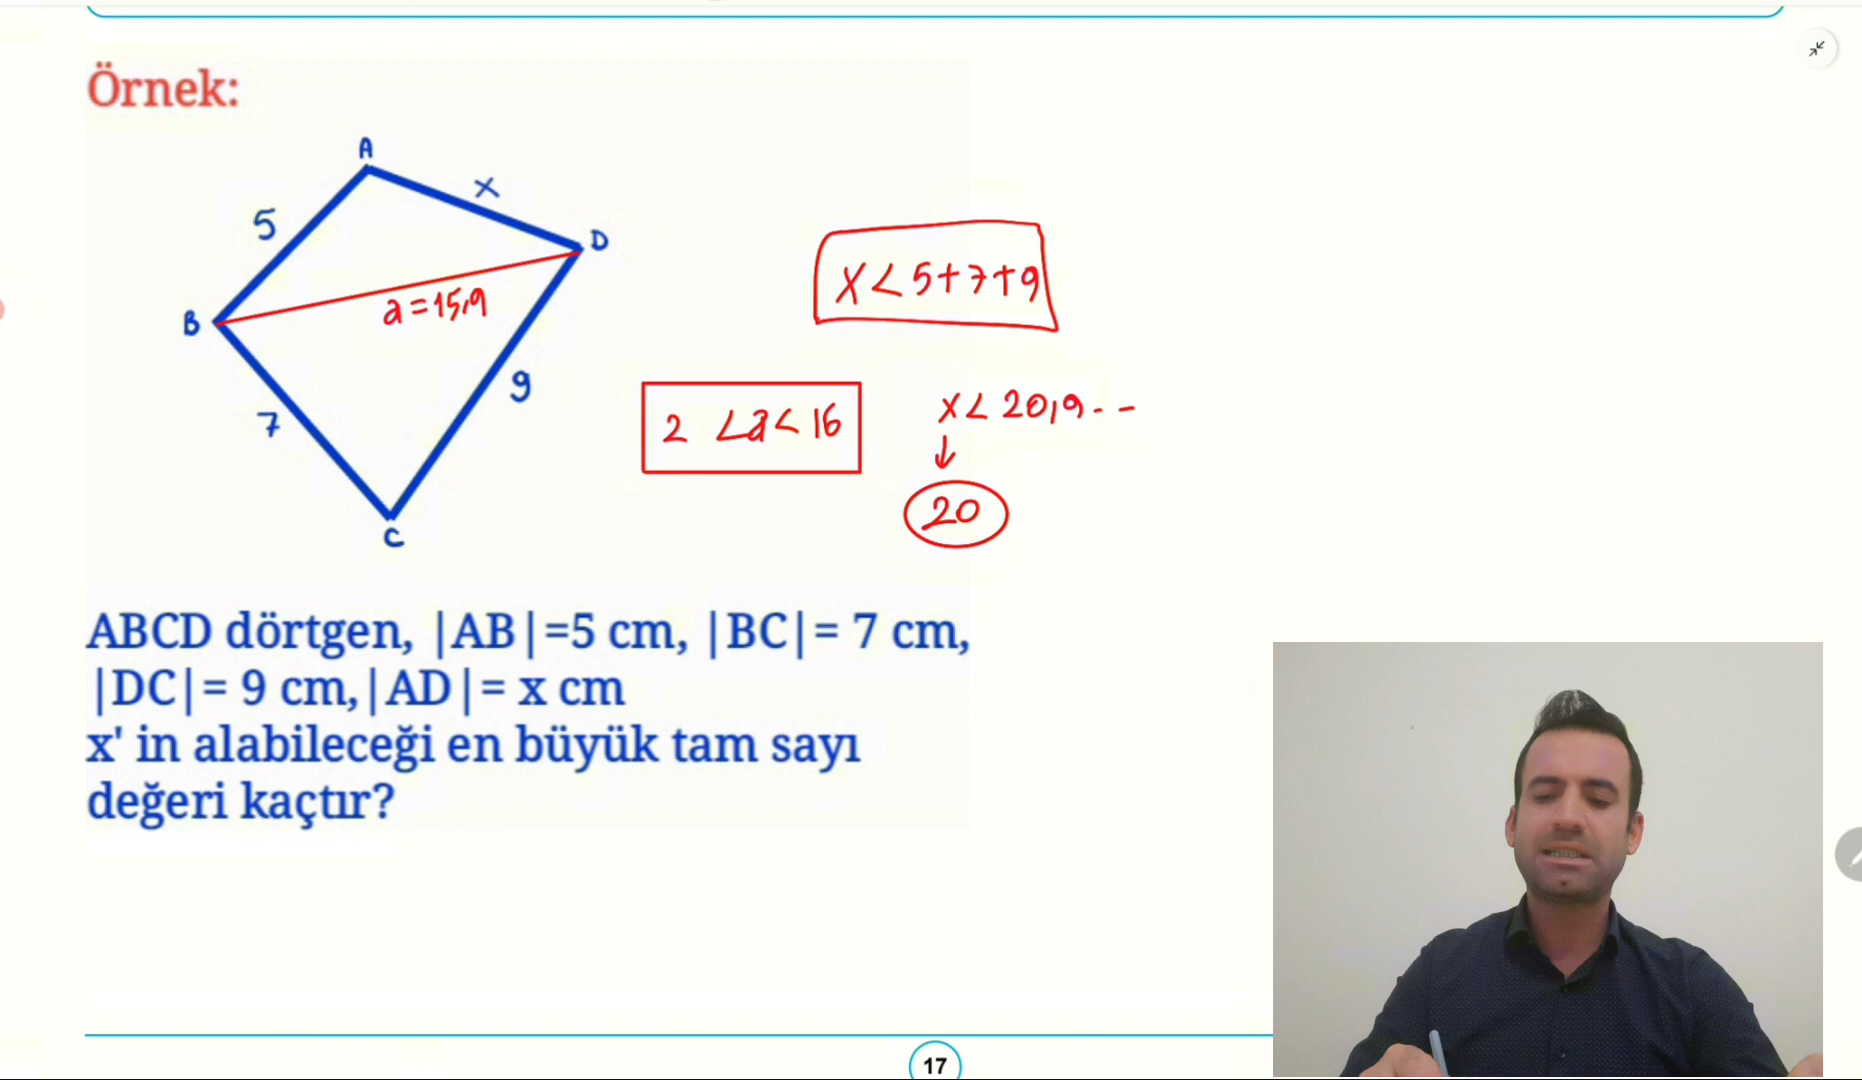 Örnek:
A
x
5
D
B
a=15,9
9
7
C
x<5+7+9
2 <a< 16
x< 20,9..
20
ABCD dörtgen, |AB|=5 cm, |BC|= 7 cm,
|DC|= 9 cm,|AD|= x cm
x' in alabileceği en büyük tam sayı
değeri kaçtır?
17